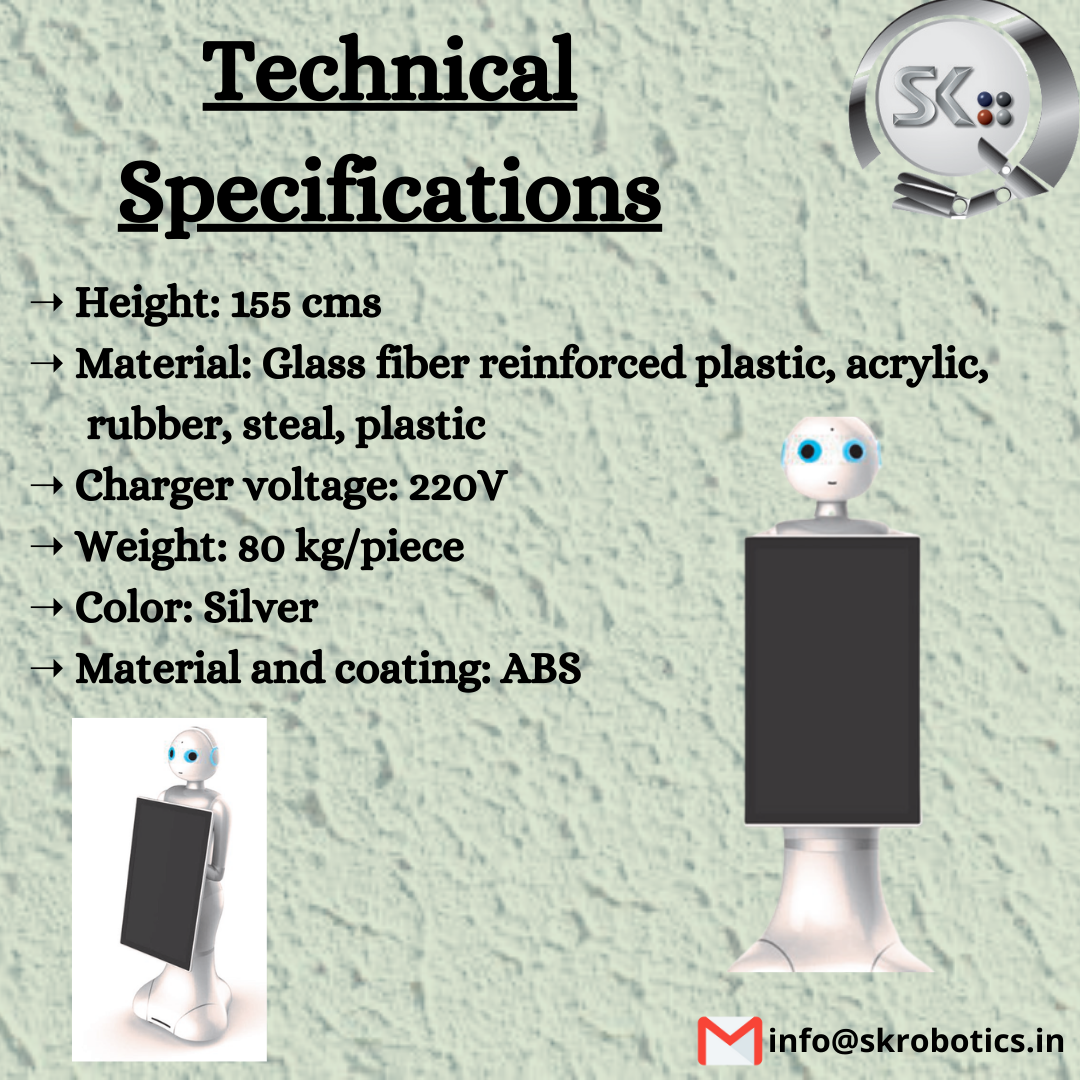 Technical
Specifications
SK
→ Height: 155 cms
→ Material: Glass fiber reinforced plastic, acrylic,
rubber, steal, plastic
→ Charger voltage: 220V
→ Weight: 80 kg/piece
→ Color: Silver
→ Material and coating: ABS
info@skrobotics.in